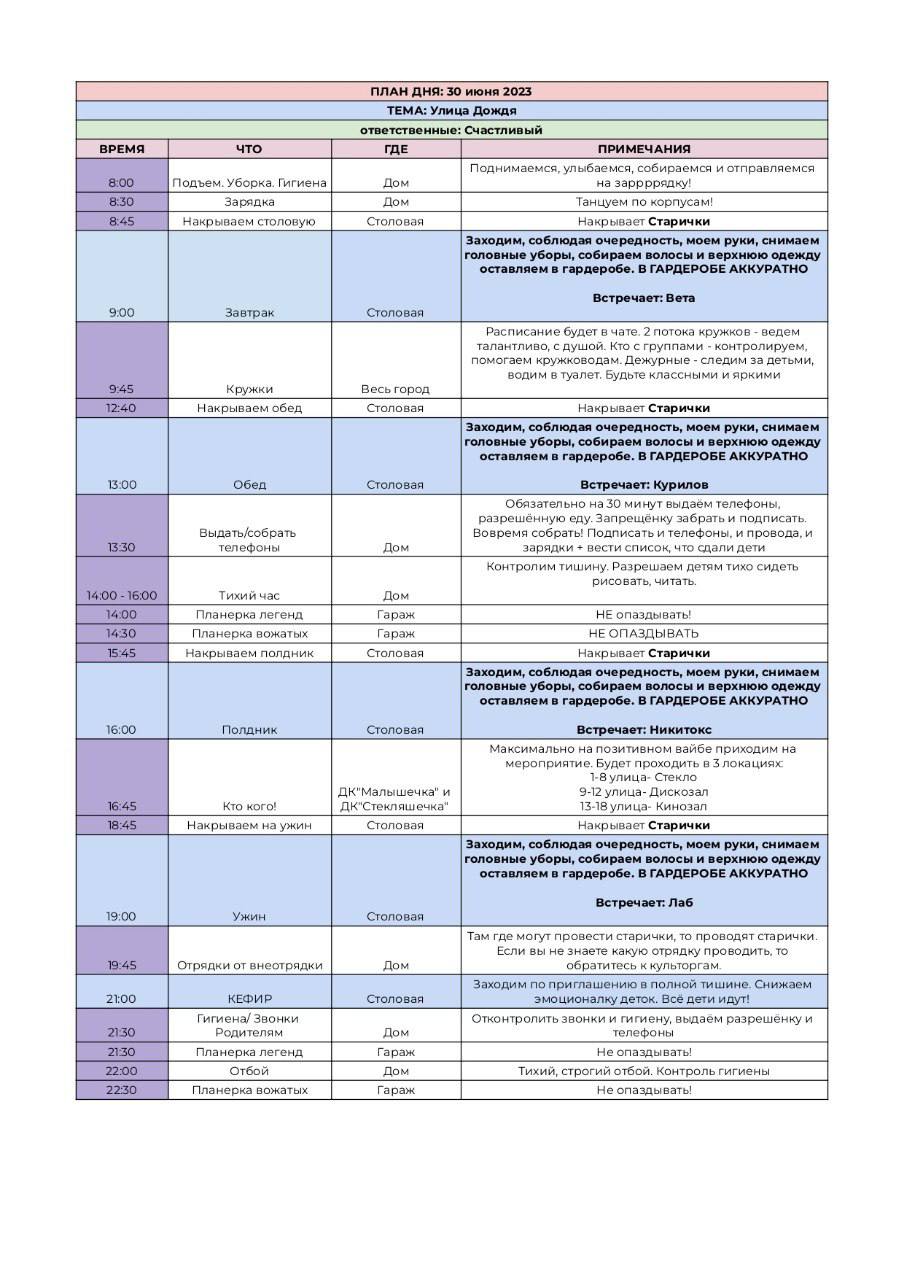 ПЛАН ДНЯ: 30 июня 2023
ТЕМА: Улица Дождя
ответственные: Счастливый
ВРЕМЯ ЧТО ГДЕ ПРИМЕЧАНИЯ
Поднимаемся, улыбаемся, собираемся и отправляемся
8:00 Подъем. Уборка. Гигиена Дом на заррррядку!
8:30 Зарядка Дом Танцуем по корпусам!
8:45 Накрываем столовую Столовая Накрывает Старички
Заходим, соблюдая очередность, моем руки, снимаем
головные уборы, собираем волосы и верхнюю одежду
оставляем в гардеробе. В ГАРДЕРОБЕ АККУРАТНО
Встречает: Вета
9:00 Завтрак Столовая
Расписание будет в чате. 2 потока кружков - ведем
талантливо, с душой. Кто с группами - контролируем,
помогаем кружководам. Дежурные - следим за детьми,
водим в туалет. Будьте классными и яркими
9:45 Кружки Весь город
12:40 Накрываем обед Столовая Накрывает Старички
Заходим, соблюдая очередность, моем руки, снимаем
головные уборы, собираем волосы и верхнюю одежду
оставляем в гардеробе. В ГАРДЕРОБЕ АККУРАТНО
13:00 Обед Столовая Встречает: Курилов
Обязательно на 30 минут выдаём телефоны,
разрешённую еду. Запрещёнку забрать и подписать.
Выдать/собрать Вовремя собрать! Подписать и телефоны, и провода, и
13:30 телефоны Дом зарядки + вести список, что сдали дети
Контролим тишину. Разрешаем детям тихо сидеть
рисовать, читать.
14:00 - 16:00 Тихий час Дом
14:00 Планерка легенд Гараж НЕ опаздывать!
14:30 Планерка вожатых Гараж НЕ ОПАЗДЫВАТЬ
15:45 Накрываем полдник Столовая Накрывает Старички
Заходим, соблюдая очередность, моем руки, снимаем
головные уборы, собираем волосы и верхнюю одежду
оставляем в гардеробе. В ГАРДЕРОБЕ АККУРАТНО
16:00 Полдник Столовая Встречает: Никитокс
Максимально на позитивном вайбе приходим на
мероприятие. Будет проходить в 3 локациях:
1-8 улица- Стекло
ДК"Малышечка" и 9-12 улица- Дискозал
16:45 Кто кого! ДК"Стекляшечка" 13-18 улица- Кинозал
18:45 Накрываем на ужин Столовая Накрывает Старички
Заходим, соблюдая очередность, моем руки, снимаем
головные уборы, собираем волосы и верхнюю одежду
оставляем в гардеробе. В ГАРДЕРОБЕ АККУРАТНО
Встречает: Лаб
19:00 Ужин Столовая
Там где могут провести старички, то проводят старички.
Если вы не знаете какую отрядку проводить, то
19:45 Отрядки от внеотрядки Дом обратитесь к культоргам.
Заходим по приглашению в полной тишине. Снижаем
21:00 КЕФИР Столовая эмоционалку деток. Всё дети идут!
Гигиена/ Звонки Отконтролить звонки и гигиену, выдаём разрешёнку и
21:30 Родителям Дом телефоны
21:30 Планерка легенд Гараж Не опаздывать!
22:00 Отбой Дом Тихий, строгий отбой. Контроль гигиены
22:30 Планерка вожатых Гараж Не опаздывать!